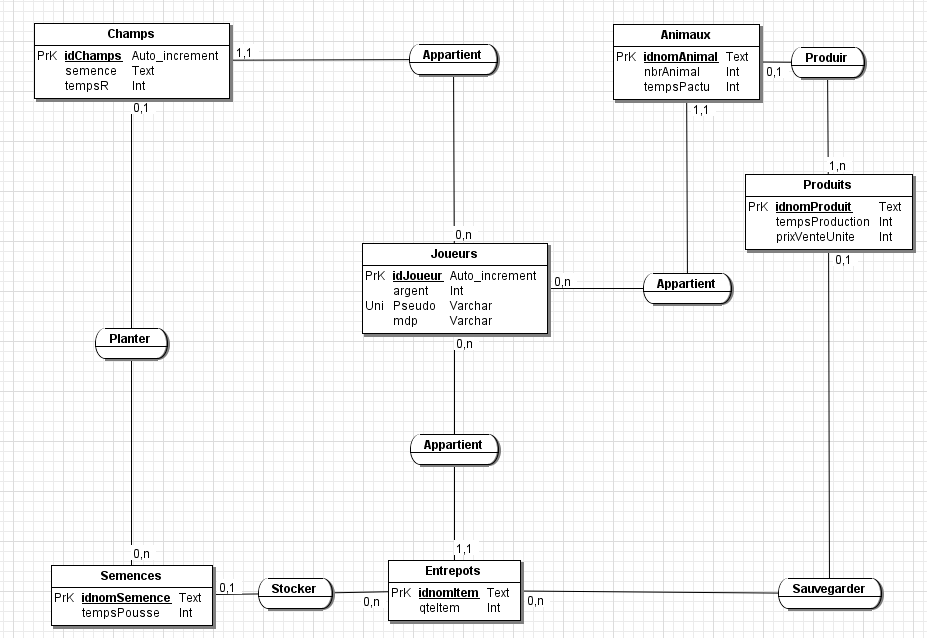 Champs
PrK idChamps Auto_increment
semence Text
tempsR Int
1,1
Appartient
Animaux
PrK idnomAnimal Text
nbrAnimal Int
tempsPactu Int
0,1
Produir
0,1
1,1
1,n
Produits
PrK idnomProduit Text
tempsProduction Int
prixVenteUnite Int
0,1
0,n
Joueurs
PrK idJoueur Auto_increment
argent Int
Uni Pseudo Varchar
mdp Varchar
0,n
Appartient
0,n
Planter
Appartient
0,n
1,1
Semences
PrK idnomSemence Text
tempsPousse Int
0,1
Stocker
0,n
Entrepots
PrK idnomItem Text
qteItem Int
0,n
Sauvegarder